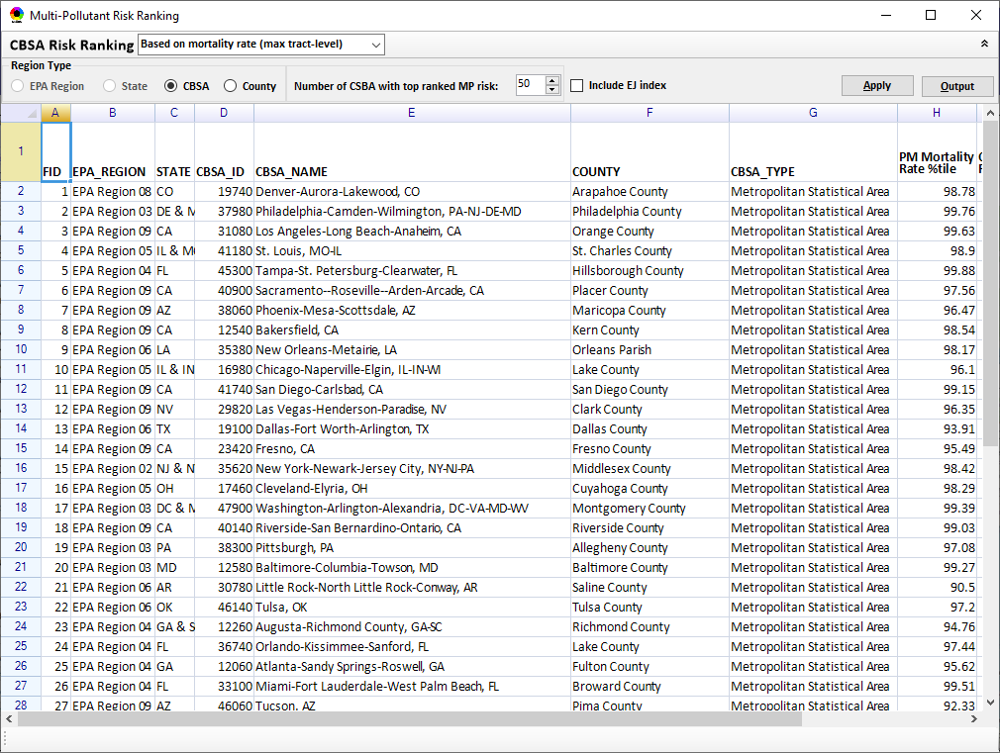 Multi-Pollutant Risk Ranking
CBSA Risk Ranking Based on mortality rate (max tract-level)
Region Type
EPA Region State CBSA County Number of CSBA with top ranked MP risk: 50 Include EJ index Apply Output
A B C D E F G H
1 FID EPA_REGION STATE CBSA_ID CBSA_NAME COUNTY CBSA_TYPE PM Mortality Rate %tile
2 1 EPA Region 08 CO 19740 Denver-Aurora-Lakewood, CO Arapahoe County Metropolitan Statistical Area 98.78
3 2 EPA Region 03 DE & M 37980 Philadelphia-Camden-Wilmington, PA-NJ-DE-MD Philadelphia County Metropolitan Statistical Area 99.76
4 3 EPA Region 09 CA 31080 Los Angeles-Long Beach-Anaheim, CA Orange County Metropolitan Statistical Area 99.63
5 4 EPA Region 05 IL & MO 41180 St. Louis, MO-IL St. Charles County Metropolitan Statistical Area 98.9
6 5 EPA Region 04 FL 45300 Tampa-St. Petersburg-Clearwater, FL Hillsborough County Metropolitan Statistical Area 99.88
7 6 EPA Region 09 CA 40900 Sacramento--Roseville--Arden-Arcade, CA Placer County Metropolitan Statistical Area 97.56
8 7 EPA Region 09 AZ 38060 Phoenix-Mesa-Scottsdale, AZ Maricopa County Metropolitan Statistical Area 96.47
9 8 EPA Region 09 CA 12540 Bakersfield, CA Kern County Metropolitan Statistical Area 98.54
10 9 EPA Region 06 LA 35380 New Orleans-Metairie, LA Orleans Parish Metropolitan Statistical Area 98.17
11 10 EPA Region 05 IL & IN 16980 Chicago-Naperville-Elgin, IL-IN-WI Lake County Metropolitan Statistical Area 96.1
12 11 EPA Region 09 CA 41740 San Diego-Carlsbad, CA San Diego County Metropolitan Statistical Area 99.15
13 12 EPA Region 09 NV 29820 Las Vegas-Henderson-Paradise, NV Clark County Metropolitan Statistical Area 96.35
14 13 EPA Region 06 TX 19100 Dallas-Fort Worth-Arlington, TX Dallas County Metropolitan Statistical Area 93.91
15 14 EPA Region 09 CA 23420 Fresno, CA Fresno County Metropolitan Statistical Area 95.49
16 15 EPA Region 02 NJ & N 35620 New York-Newark-Jersey City, NY-NJ-PA Middlesex County Metropolitan Statistical Area 98.42
17 16 EPA Region 05 OH 17460 Cleveland-Elyria, OH Cuyahoga County Metropolitan Statistical Area 98.29
18 17 EPA Region 03 DC & M 47900 Washington-Arlington-Alexandria, DC-VA-MD-WV Montgomery County Metropolitan Statistical Area 99.39
19 18 EPA Region 09 CA 40140 Riverside-San Bernardino-Ontario, CA Riverside County Metropolitan Statistical Area 99.03
20 19 EPA Region 03 PA 38300 Pittsburgh, PA Allegheny County Metropolitan Statistical Area 97.08
21 20 EPA Region 03 MD 12580 Baltimore-Columbia-Towson, MD Baltimore County Metropolitan Statistical Area 99.27
22 21 EPA Region 06 AR 30780 Little Rock-North Little Rock-Conway, AR Saline County Metropolitan Statistical Area 90.5
23 22 EPA Region 06 OK 46140 Tulsa, OK Tulsa County Metropolitan Statistical Area 97.2
24 23 EPA Region 04 GA & S 12260 Augusta-Richmond County, GA-SC Richmond County Metropolitan Statistical Area 94.76
25 24 EPA Region 04 FL 36740 Orlando-Kissimmee-Sanford, FL Lake County Metropolitan Statistical Area 97.44
26 25 EPA Region 04 GA 12060 Atlanta-Sandy Springs-Roswell, GA Fulton County Metropolitan Statistical Area 95.62
27 26 EPA Region 04 FL 33100 Miami-Fort Lauderdale-West Palm Beach, FL Broward County Metropolitan Statistical Area 99.51
28 27 EPA Region 09 AZ 46060 Tucson, AZ Pima County Metropolitan Statistical Area 92.33